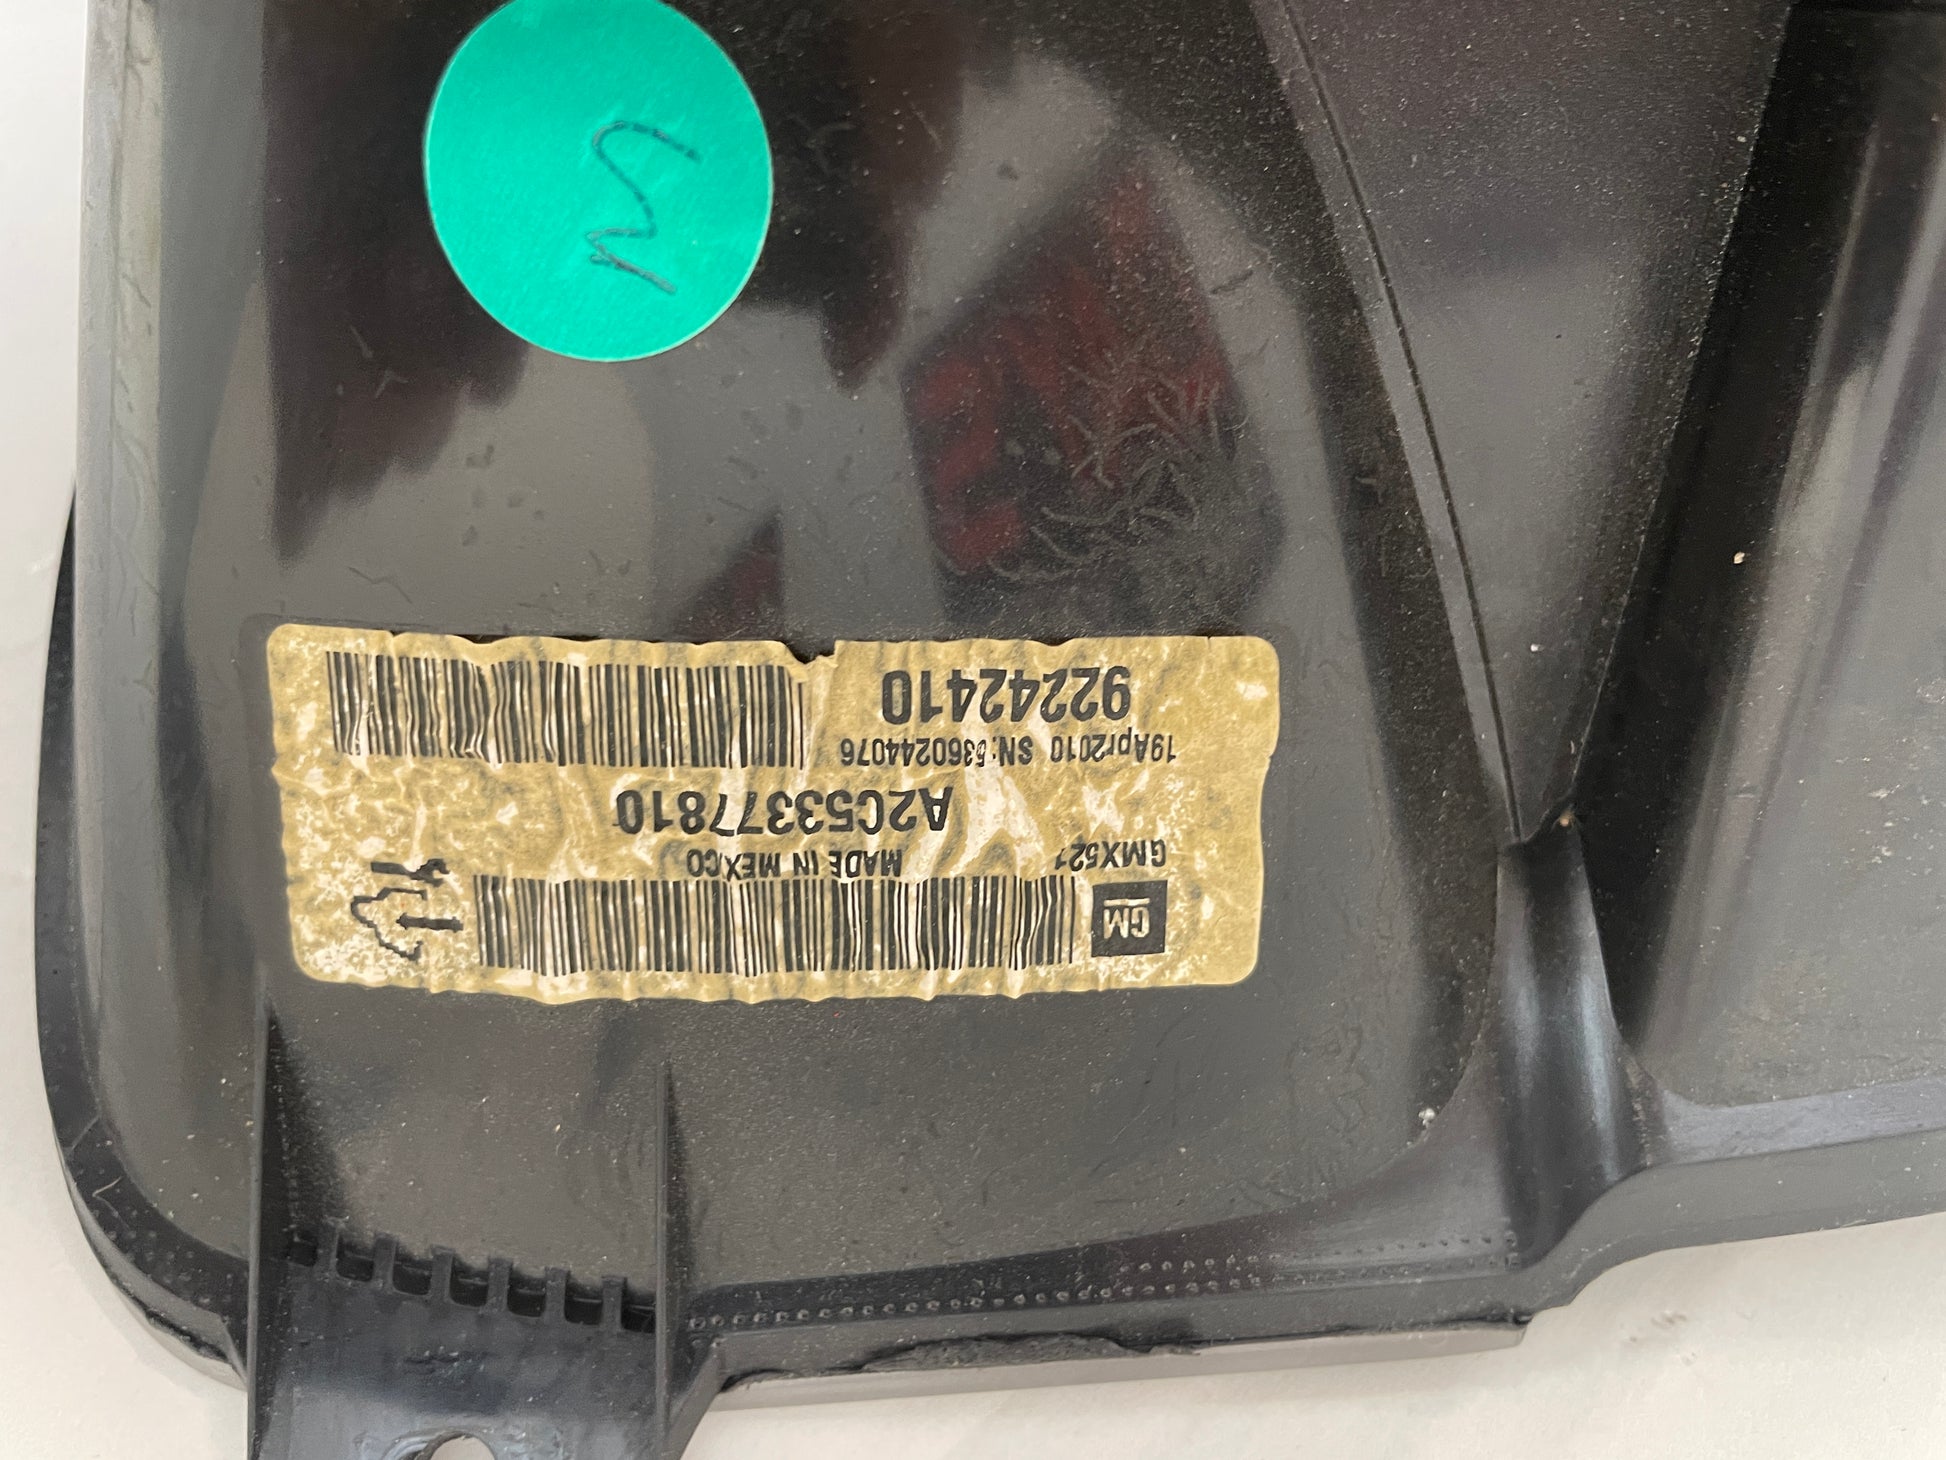 GM
GMX521
MADE IN MEXICO
A2C53377810
19Apr2010 SN:5360244076
92242410